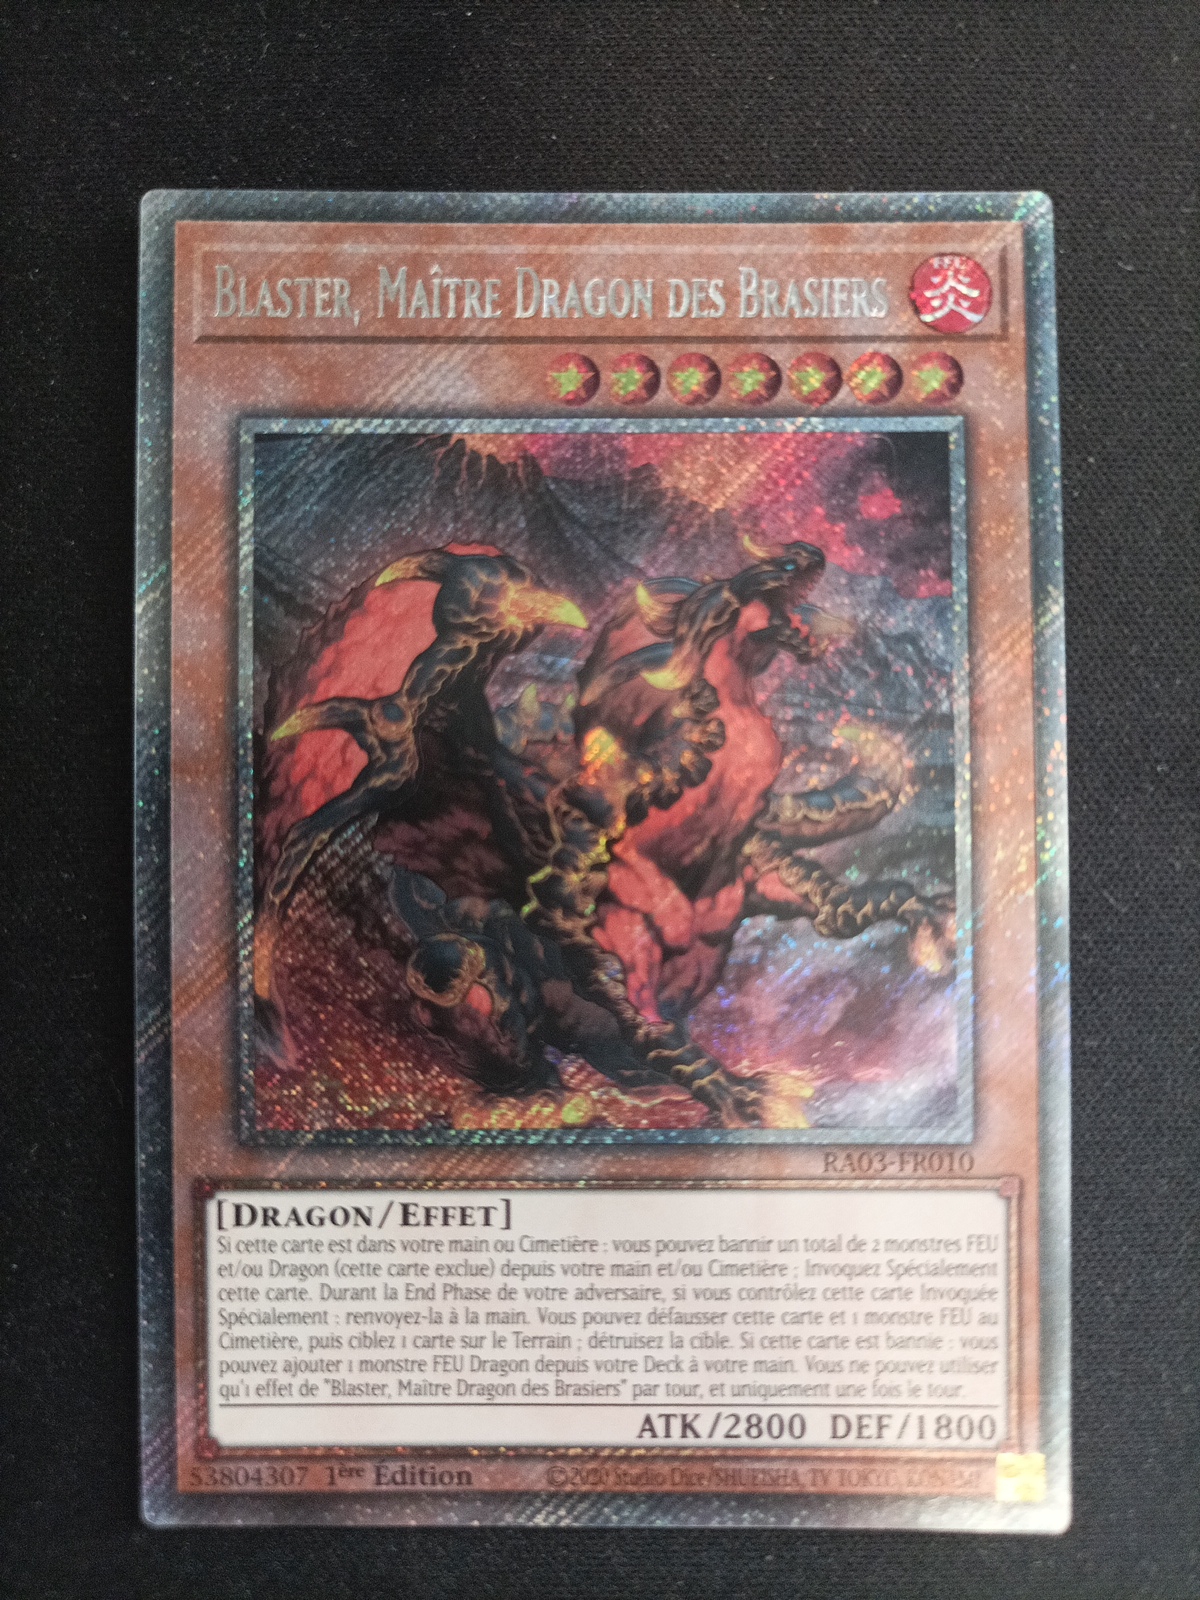 Blaster, Maître Dragon des Brasiers
FEU
炎
RA03-FR010
[Dragon/Effet]
Si cette carte est dans votre main ou Cimetière : vous pouvez bannir un total de 2 monstres FEU
et/ou Dragon (cette carte exclue) depuis votre main et/ou Cimetière ; Invoquez Spécialement
cette carte. Durant la End Phase de votre adversaire, si vous contrôlez cette carte Invoquée
Spécialement : renvoyez-la à la main. Vous pouvez défausser cette carte et 1 monstre FEU au
Cimetière, puis ciblez 1 carte sur le Terrain ; détruisez la cible. Si cette carte est bannie : vous
pouvez ajouter 1 monstre FEU Dragon depuis votre Deck à votre main. Vous ne pouvez utiliser
qu'1 effet de "Blaster, Maître Dragon des Brasiers" par tour, et uniquement une fois le tour.
ATK/2800 DEF/1800
53804307 1ère Édition ©2020 Studio Dice/SHUEISHA, TV TOKYO, KONAMI